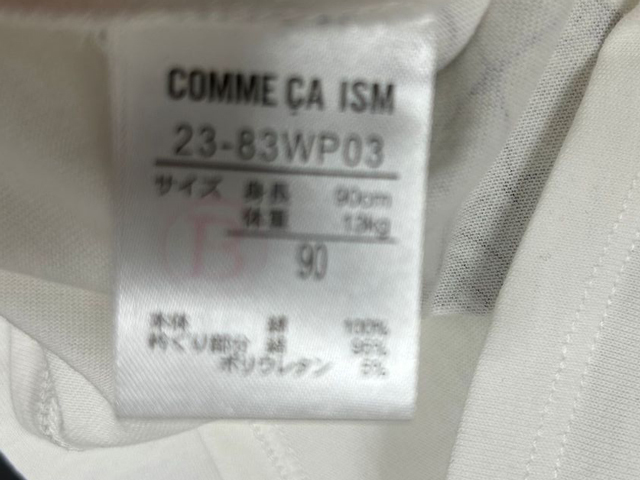 COMME ÇA ISM
23-83WP03
サイズ 身長 90cm
体重 13kg
90
本体 綿 100%
衿ぐり部分 綿 95%
ポリウレタン 5%